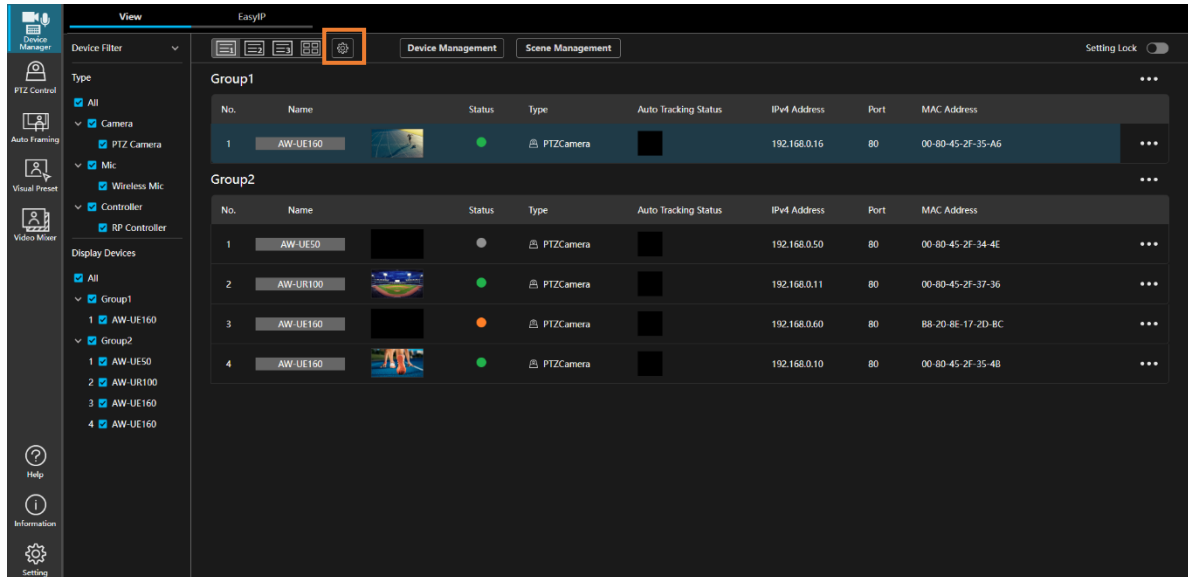 View
EasyIP
Device
Manager
PTZ Control
Auto Framing
Visual Preset
Video Mixer
Help
Information
Setting
Device Filter
Type
All
Camera
PTZ Camera
Mic
Wireless Mic
Controller
RP Controller
Display Devices
All
Group1
1 AW-UE160
Group2
1 AW-UE50
2 AW-UR100
3 AW-UE160
4 AW-UE160
1 2 3 Device Management Scene Management Setting Lock
Group1
No. Name Status Type Auto Tracking Status IPv4 Address Port MAC Address
1 AW-UE160 PTZCamera 192.168.0.16 80 00-80-45-2F-35-A6
Group2
No. Name Status Type Auto Tracking Status IPv4 Address Port MAC Address
1 AW-UE50 PTZCamera 192.168.0.50 80 00-80-45-2F-34-4E
2 AW-UR100 PTZCamera 192.168.0.11 80 00-80-45-2F-37-36
3 AW-UE160 PTZCamera 192.168.0.60 80 B8-20-8E-17-2D-BC
4 AW-UE160 PTZCamera 192.168.0.10 80 00-80-45-2F-35-4B